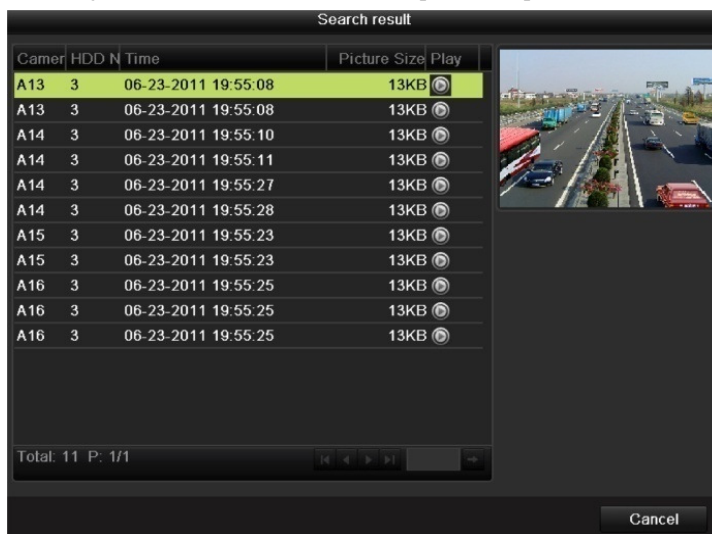 Search result
Camer HDD N Time Picture Size Play
A13 3 06-23-2011 19:55:08 13KB
A13 3 06-23-2011 19:55:08 13KB
A14 3 06-23-2011 19:55:10 13KB
A14 3 06-23-2011 19:55:11 13KB
A14 3 06-23-2011 19:55:27 13KB
A14 3 06-23-2011 19:55:28 13KB
A15 3 06-23-2011 19:55:23 13KB
A15 3 06-23-2011 19:55:23 13KB
A16 3 06-23-2011 19:55:25 13KB
A16 3 06-23-2011 19:55:25 13KB
A16 3 06-23-2011 19:55:25 13KB
Total: 11 P: 1/1
Cancel